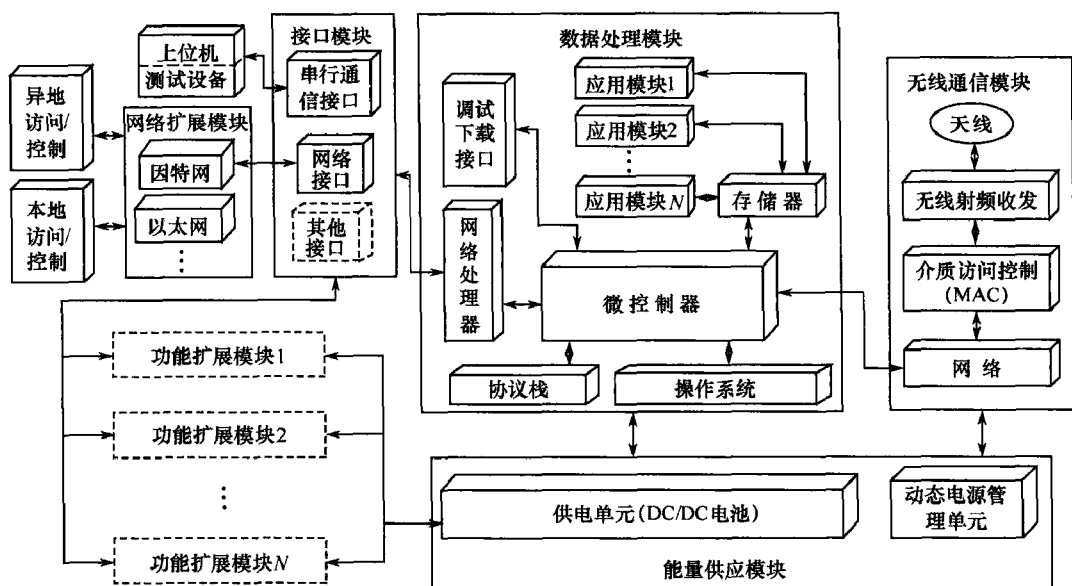 上位机
测试设备
异地
访问/
控制
本地
访问/
控制
网络扩展模块
因特网
以太网
接口模块
串行通
信接口
网络
接口
其他
接口
数据处理模块
调试
下载
接口
应用模块1
应用模块2
应用模块N
存储器
网
络
处
理
器
微控制器
协议栈
操作系统
无线通信模块
天线
无线射频收发
介质访问控制
(MAC)
网 络
功能扩展模块1
功能扩展模块2
功能扩展模块N
供电单元(DC/DC电池)
动态电源管
理单元
能量供应模块